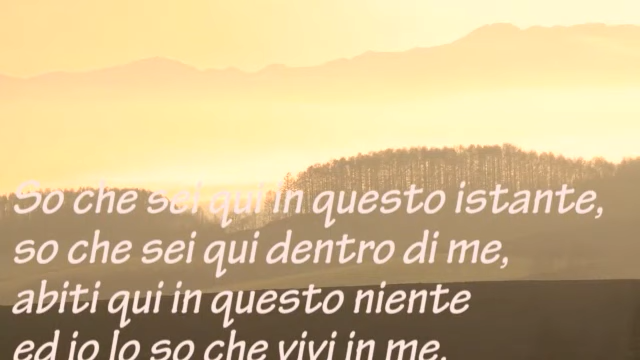 So che sei qui in questo istante,
so che sei qui dentro di me,
abiti qui in questo niente
ed io lo so che vivi in me.